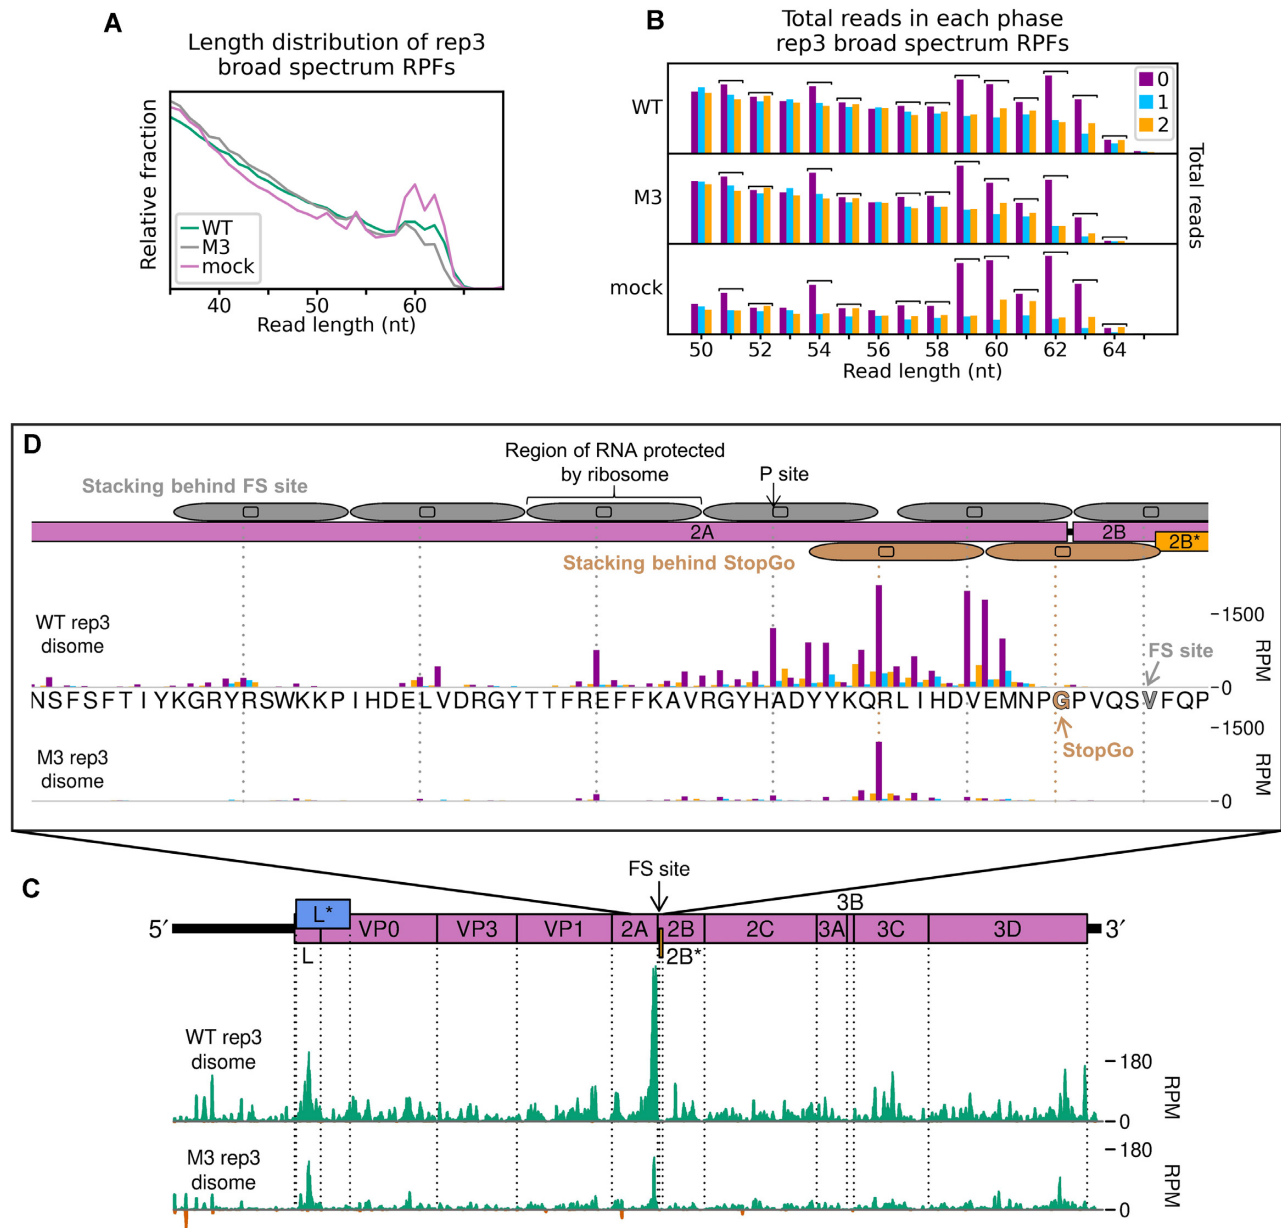 A
Length distribution of rep3
broad spectrum RPFs
Relative fraction
WT
M3
mock
40 50 60
Read length (nt)
B
Total reads in each phase
rep3 broad spectrum RPFs
0
1
2
WT
M3
mock
Total reads
50 52 54 56 58 60 62 64
Read length (nt)
D
Region of RNA protected
by ribosome
P site
Stacking behind FS site
2A
2B
2B*
Stacking behind StopGo
WT rep3
disome
1500
0
RPM
FS site
NSFSFTIYKGRYRSWKKPIHDELVDRGYTTFREFFKAVRGYHADYYKQRLIHDVEMNPGPVQSVFQP
StopGo
M3 rep3
disome
1500
0
RPM
C
FS site
5′
L*
VP0
VP3
VP1
2A
2B
2C
3A
3B
3C
3D
3′
L
2B*
WT rep3
disome
180
0
RPM
M3 rep3
disome
180
0
RPM